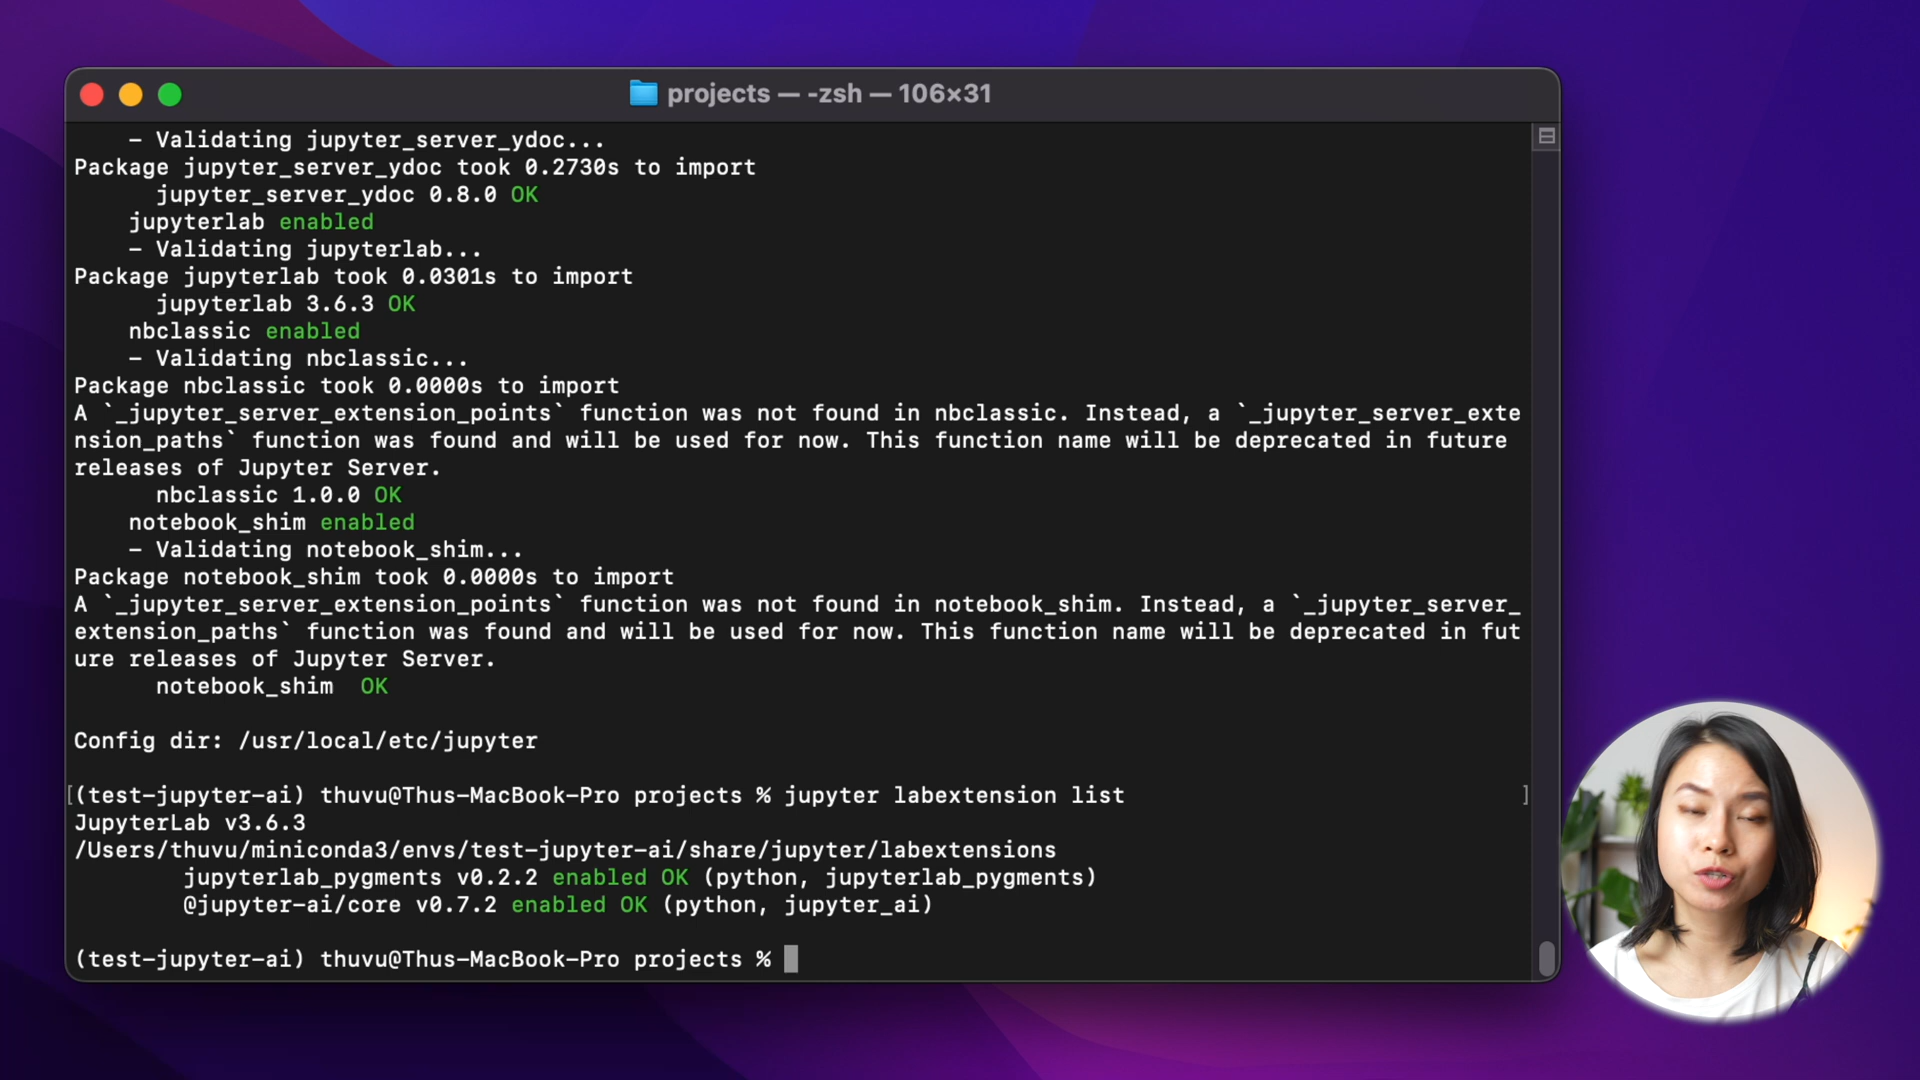 projects — -zsh — 106×31
– Validating jupyter_server_ydoc...
Package jupyter_server_ydoc took 0.2730s to import
jupyter_server_ydoc 0.8.0 OK
jupyterlab enabled
– Validating jupyterlab...
Package jupyterlab took 0.0301s to import
jupyterlab 3.6.3 OK
nbclassic enabled
– Validating nbclassic...
Package nbclassic took 0.0000s to import
A `_jupyter_server_extension_points` function was not found in nbclassic. Instead, a `_jupyter_server_exte
nsion_paths` function was found and will be used for now. This function name will be deprecated in future
releases of Jupyter Server.
nbclassic 1.0.0 OK
notebook_shim enabled
– Validating notebook_shim...
Package notebook_shim took 0.0000s to import
A `_jupyter_server_extension_points` function was not found in notebook_shim. Instead, a `_jupyter_server_
extension_paths` function was found and will be used for now. This function name will be deprecated in fut
ure releases of Jupyter Server.
notebook_shim  OK
Config dir: /usr/local/etc/jupyter
[(test-jupyter-ai) thuvu@Thus-MacBook-Pro projects % jupyter labextension list ]
JupyterLab v3.6.3
/Users/thuvu/miniconda3/envs/test-jupyter-ai/share/jupyter/labextensions
jupyterlab_pygments v0.2.2 enabled OK (python, jupyterlab_pygments)
@jupyter-ai/core v0.7.2 enabled OK (python, jupyter_ai)
(test-jupyter-ai) thuvu@Thus-MacBook-Pro projects %